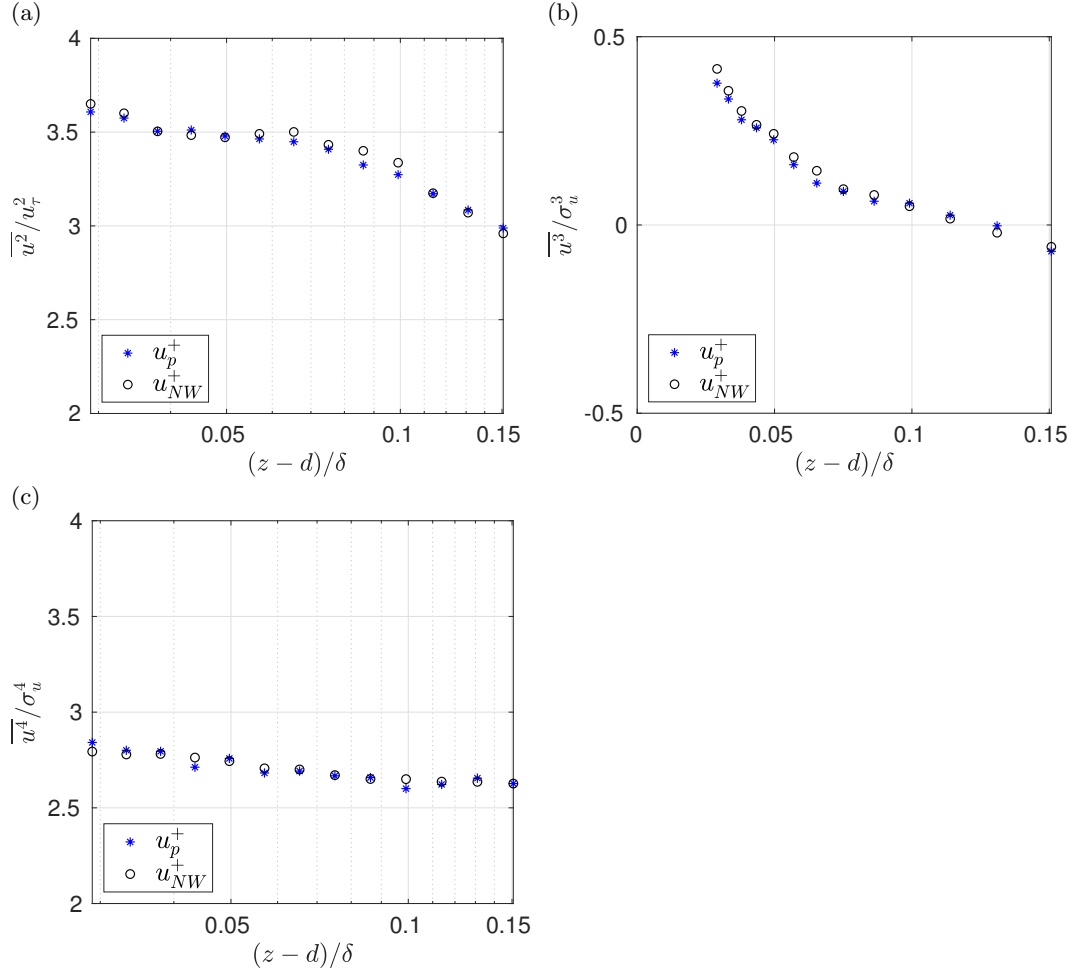 (a)
4
3.5
3
2.5
2
0.05
0.1
0.15
(z − d)/δ
u²/u_τ²
u_p^+
u_NW^+
(b)
0.5
0
-0.5
0
0.05
0.1
0.15
(z − d)/δ
u³/σ_u³
u_p^+
u_NW^+
(c)
4
3.5
3
2.5
2
0.05
0.1
0.15
(z − d)/δ
u⁴/σ_u⁴
u_p^+
u_NW^+